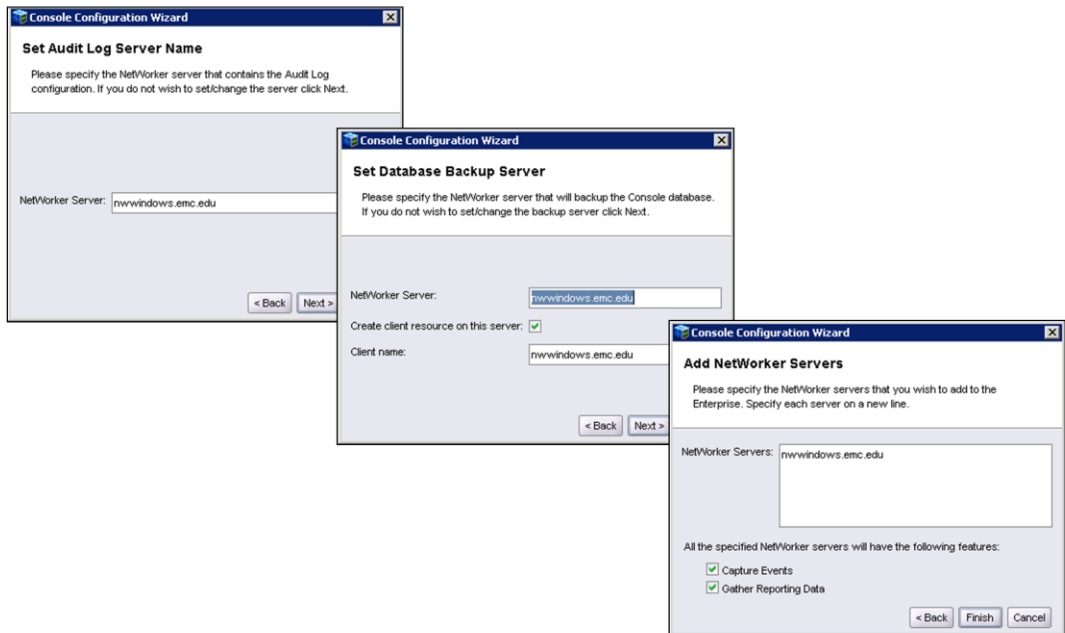 Console Configuration Wizard
Set Audit Log Server Name
Please specify the NetWorker server that contains the Audit Log
configuration. If you do not wish to set/change the server click Next.
NetWorker Server: nwwindows.emc.edu
< Back Next >
Console Configuration Wizard
Set Database Backup Server
Please specify the NetWorker server that will backup the Console database.
If you do not wish to set/change the backup server click Next.
NetWorker Server: nwwindows.emc.edu
Create client resource on this server:
Client name: nwwindows.emc.edu
< Back Next >
Console Configuration Wizard
Add NetWorker Servers
Please specify the NetWorker servers that you wish to add to the
Enterprise. Specify each server on a new line.
NetWorker Servers: nwwindows.emc.edu
All the specified NetWorker servers will have the following features:
Capture Events
Gather Reporting Data
< Back Finish Cancel